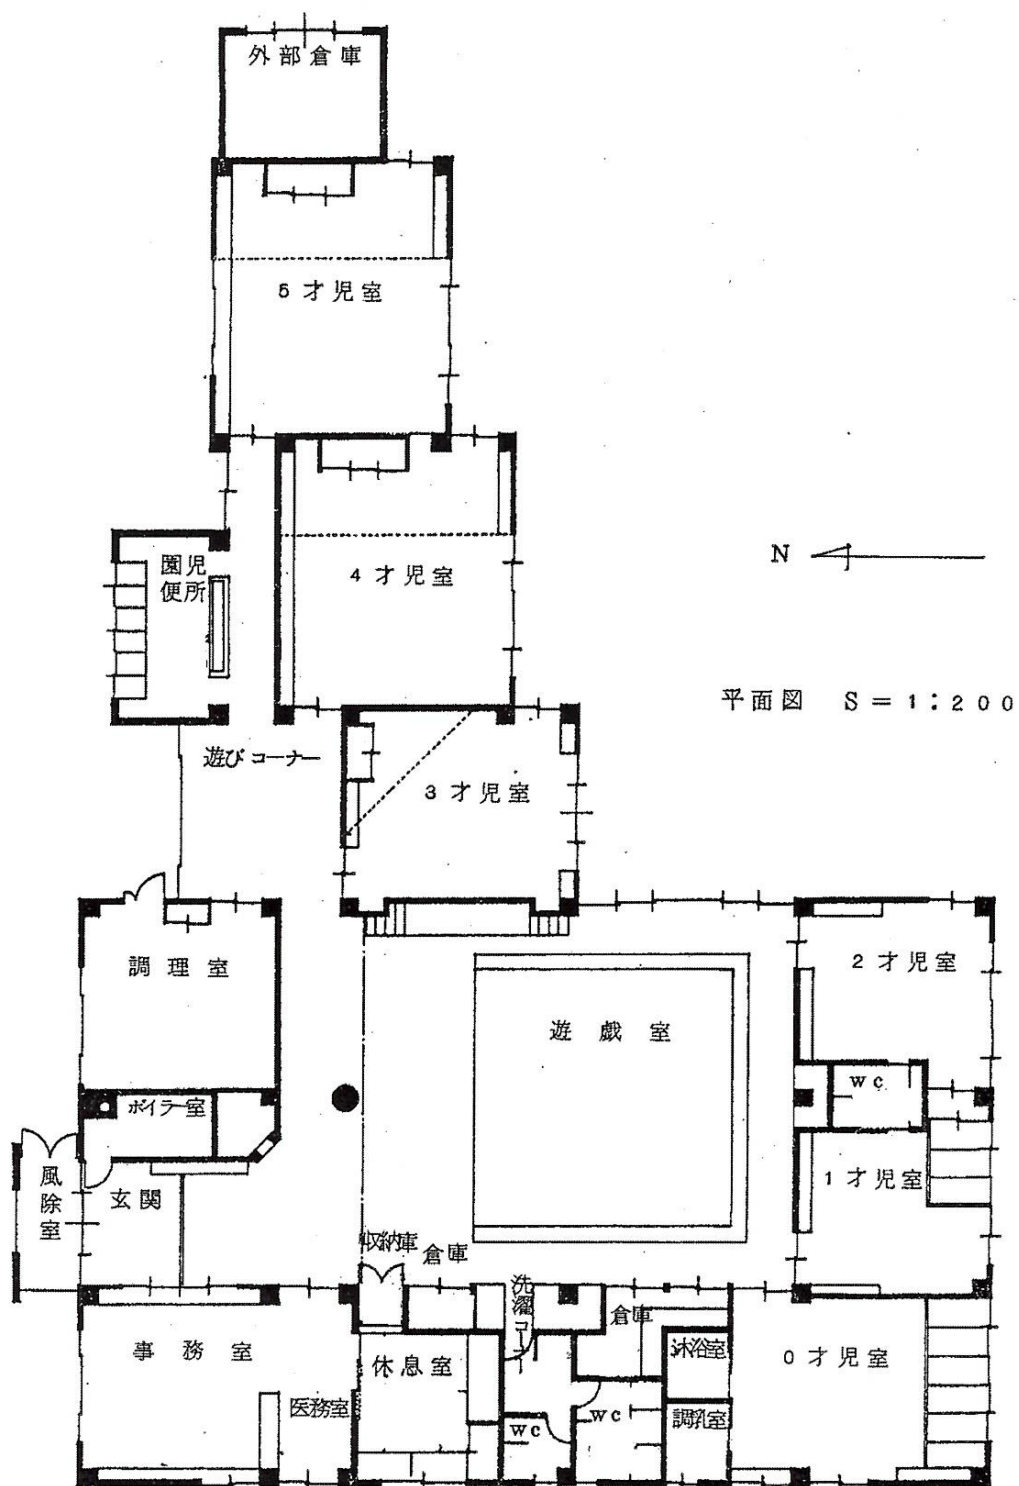 外部倉庫
5才児室
4才児室
園児
便所
N
平面図 S=1:200
遊びコーナー
3才児室
調理室
2才児室
遊戯室
wc
ボイラー室
風除室
玄関
1才児室
収納庫
倉庫
洗濯コーナー
倉庫
事務室
休息室
沐浴室
0才児室
医務室
wc
wc
調乳室